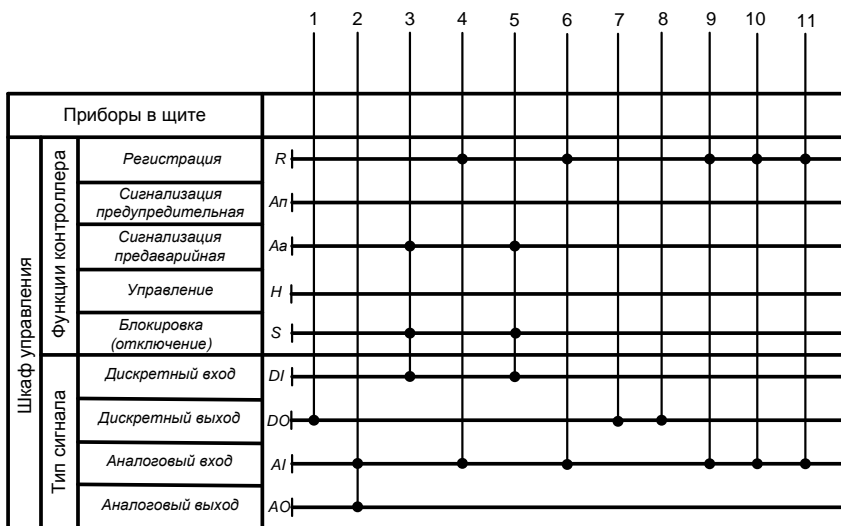 1 2 3 4 5 6 7 8 9 10 11
Приборы в щите
Шкаф управления
Функции контроллера
Регистрация R
Сигнализация
предупредительная Ап
Сигнализация
предаварийная Аа
Управление H
Блокировка
(отключение) S
Тип сигнала
Дискретный вход DI
Дискретный выход DO
Аналоговый вход AI
Аналоговый выход AO